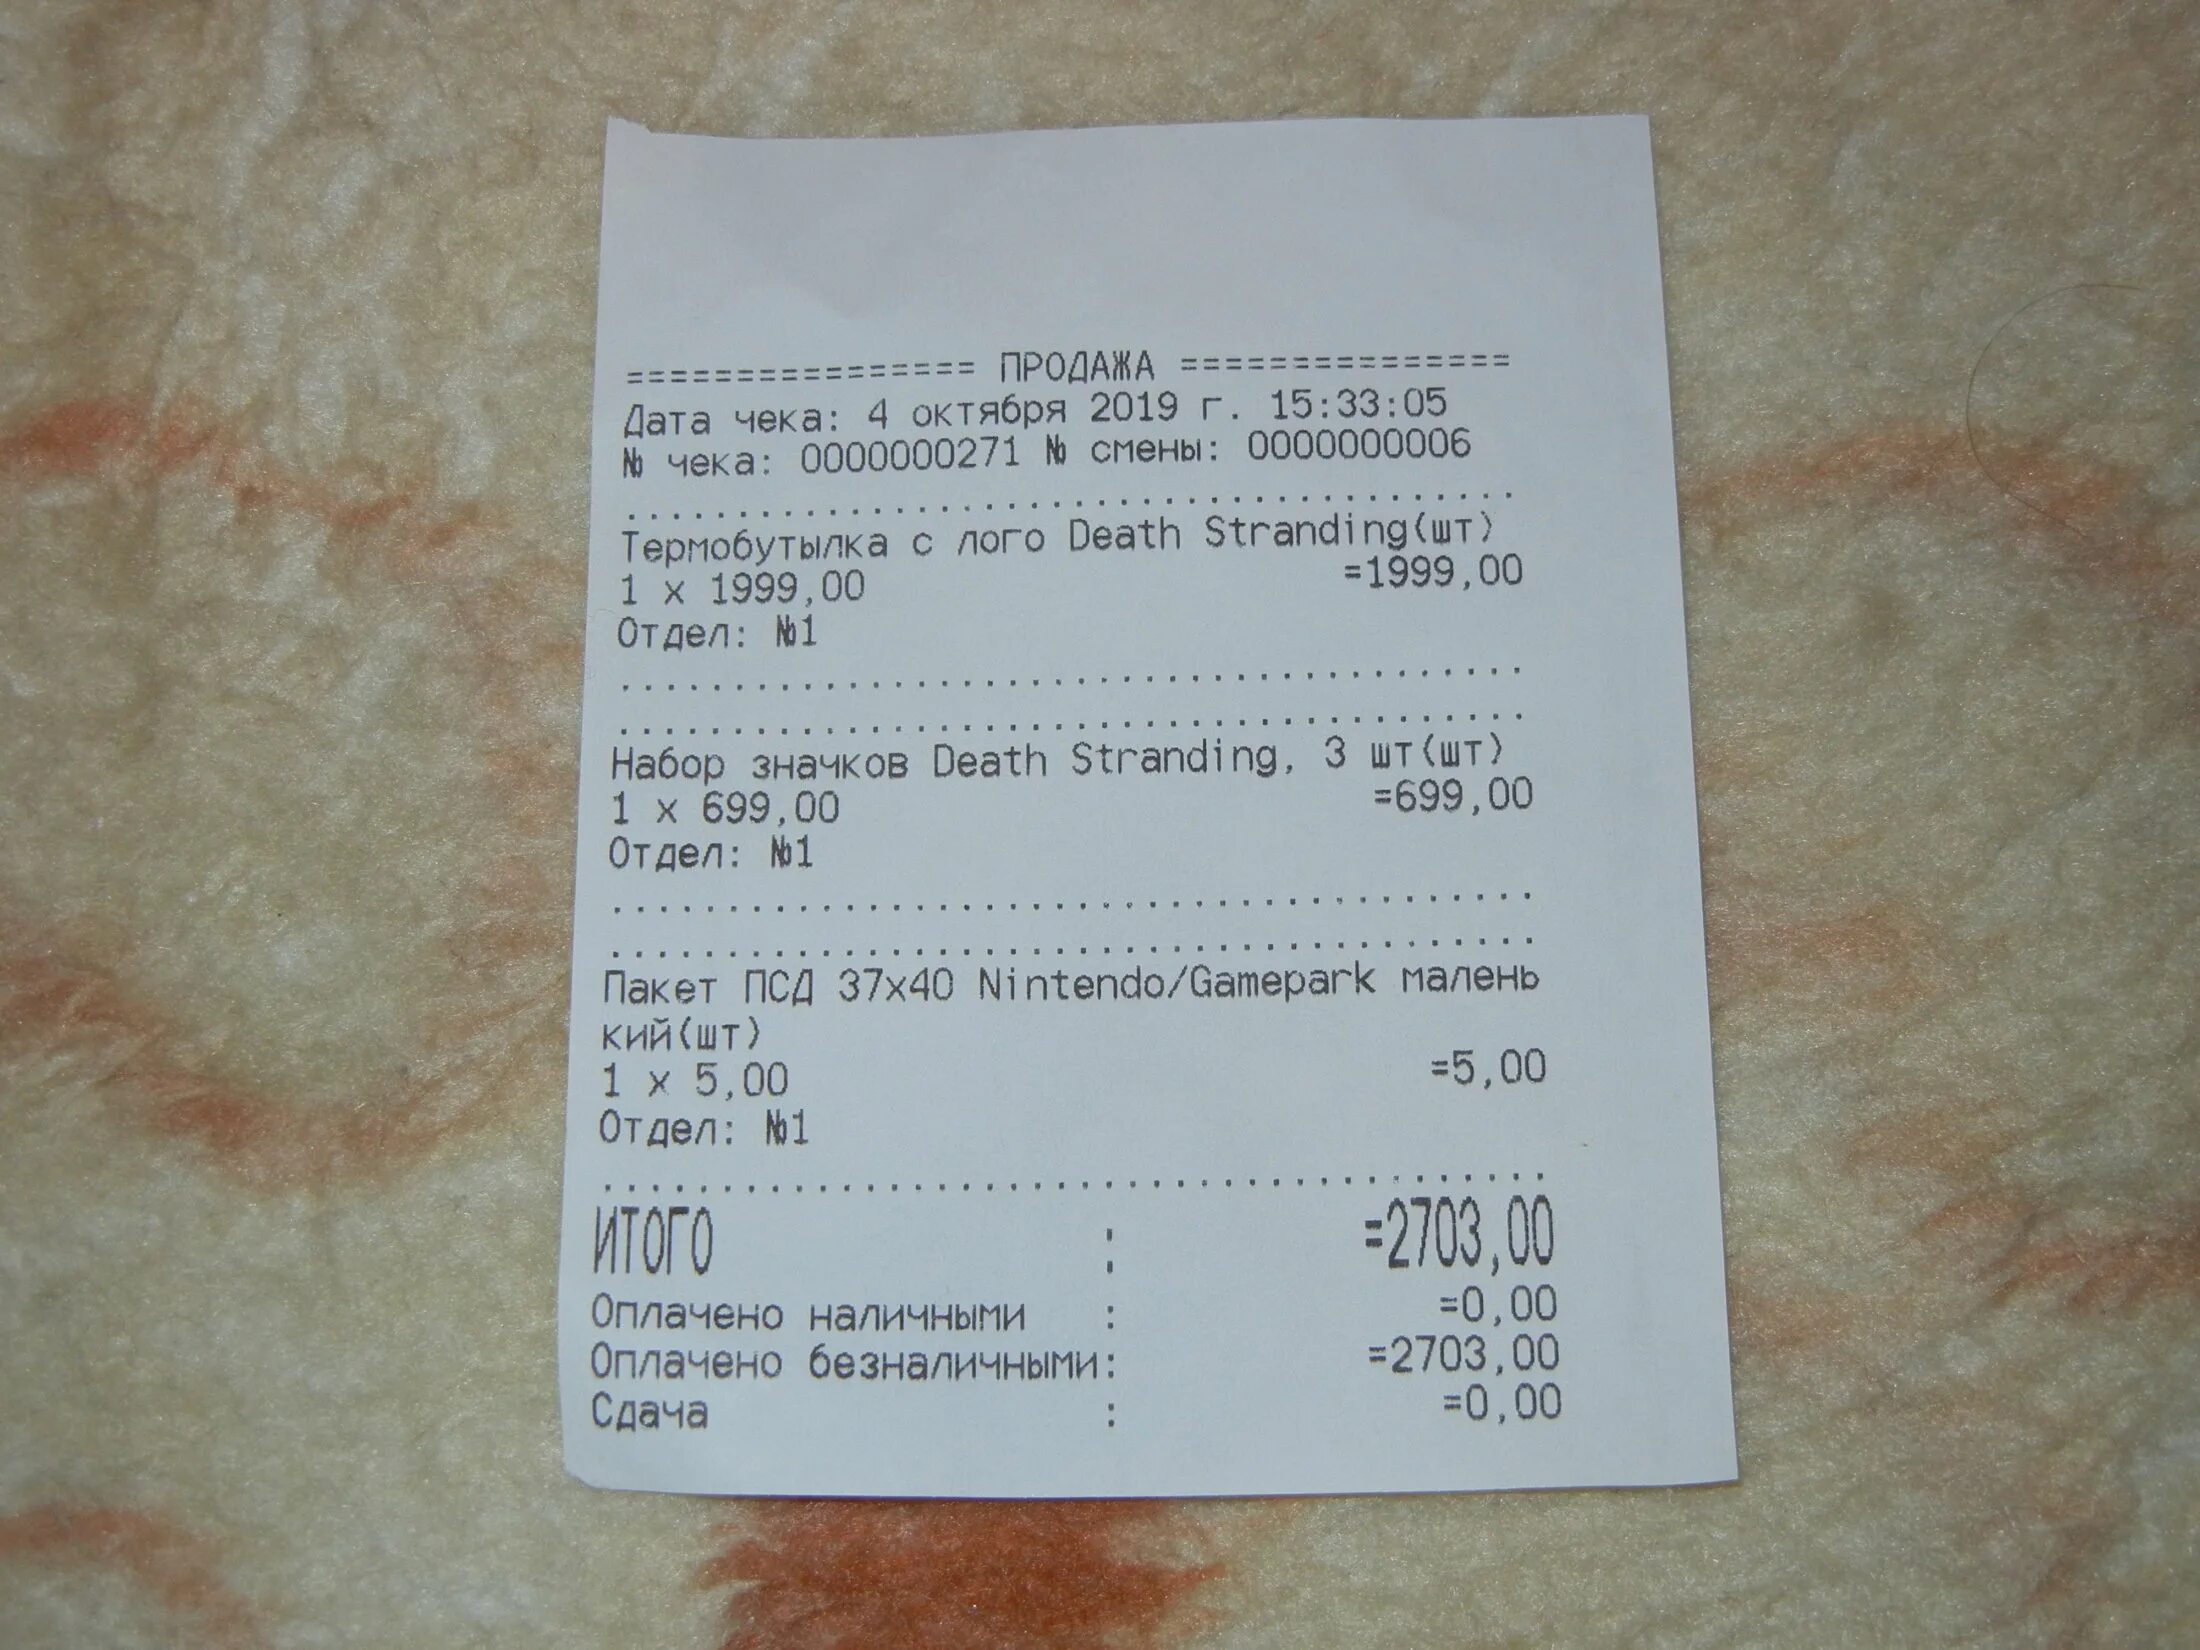 =============== ПРОДАЖА ===============
Дата чека: 4 октября 2019 г. 15:33:05
№ чека: 0000000271 № смены: 0000000006
.......................................
Термобутылка с лого Death Stranding(шт)
1 x 1999,00 =1999,00
Отдел: №1
.......................................
.......................................
Набор значков Death Stranding, 3 шт(шт)
1 x 699,00 =699,00
Отдел: №1
.......................................
.......................................
Пакет ПСД 37x40 Nintendo/Gamepark малень
кий(шт)
1 x 5,00 =5,00
Отдел: №1
.......................................
ИТОГО : =2703,00
Оплачено наличными : =0,00
Оплачено безналичными: =2703,00
Сдача : =0,00